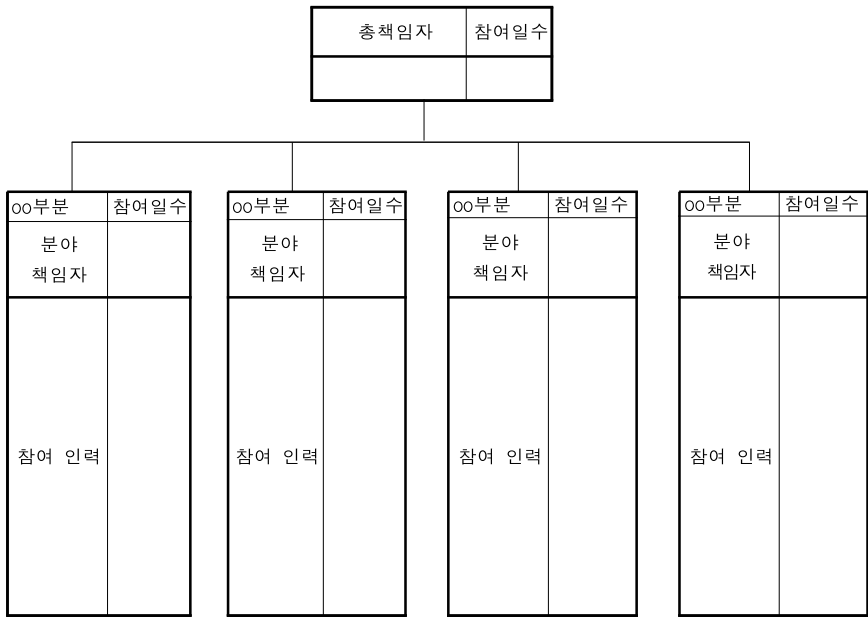 총책임자 참여일수
oo부분 참여일수 oo부분 참여일수 oo부분 참여일수 oo부분 참여일수
분야 분야 분야 분야
책임자 책임자 책임자 책임자
참여 인력 참여 인력 참여 인력 참여 인력